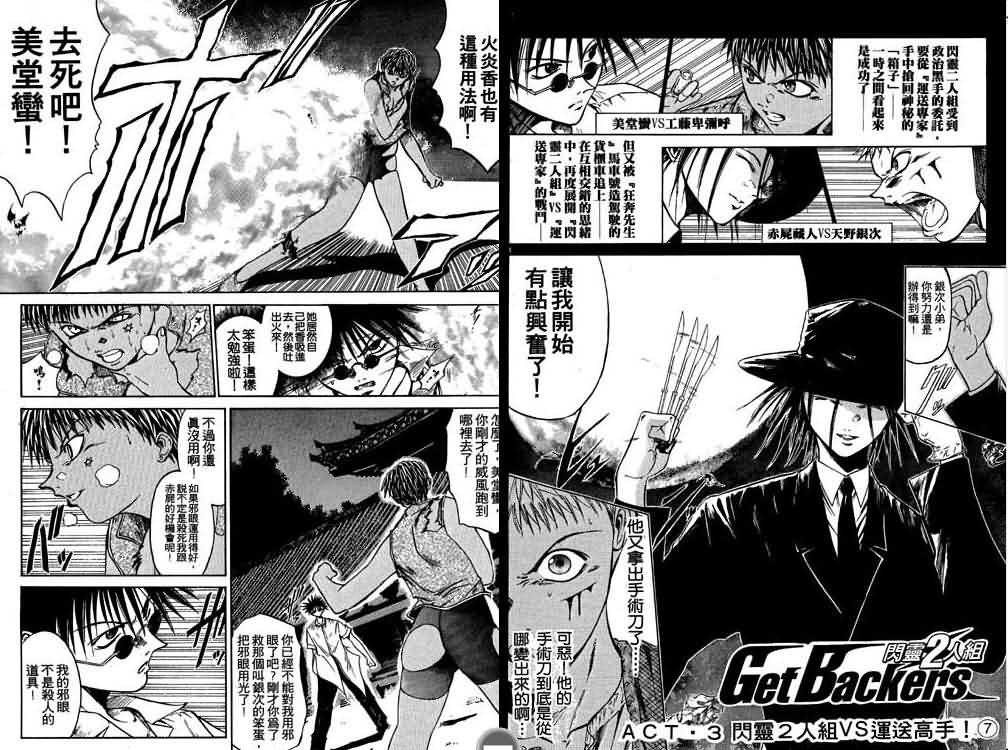 閃靈二人組受到
政治黑手的委託，
要從『運送專家』
手中搶回神秘的
「箱子」——
一時之間看起來
是成功了——
美堂蠻VS工藤卑彌呼
但又被『狂奔先生
』馬車號造駕駛的
貨櫃車追上——
在互相交錯的思緒
中，再度展開『閃
靈二人組』VS『運
送專家』的戰鬥——
赤屍藏人VS天野銀次
銀次小弟，
你努力還是
辦得到嘛！
讓我開始
有點興奮了！
他又拿出手術刀了……
可惡！他的
手術刀到底是從
哪變出來的啊…
GetBackers
閃靈2人組
ACT・3 閃靈2人組VS運送高手！⑦
火炎香也有
這種用法啊！
去死吧！
美堂蠻！
她居然自
己把香吸進
去，然後吐
出火來！
笨蛋！這樣
太勉強啦！
嗚！
怎麼了，美堂蠻，
你剛才的威風跑到
哪裡去了！
你已經不能對我用邪
眼了吧？剛才你為了
救那個叫銀次的笨蛋，
把邪眼用光了！
不過你還
真沒用啊！
如果邪眼運用得好，
說不定是殺死我跟
赤屍的好機會呢！
我的邪眼
不是殺人的
道具！